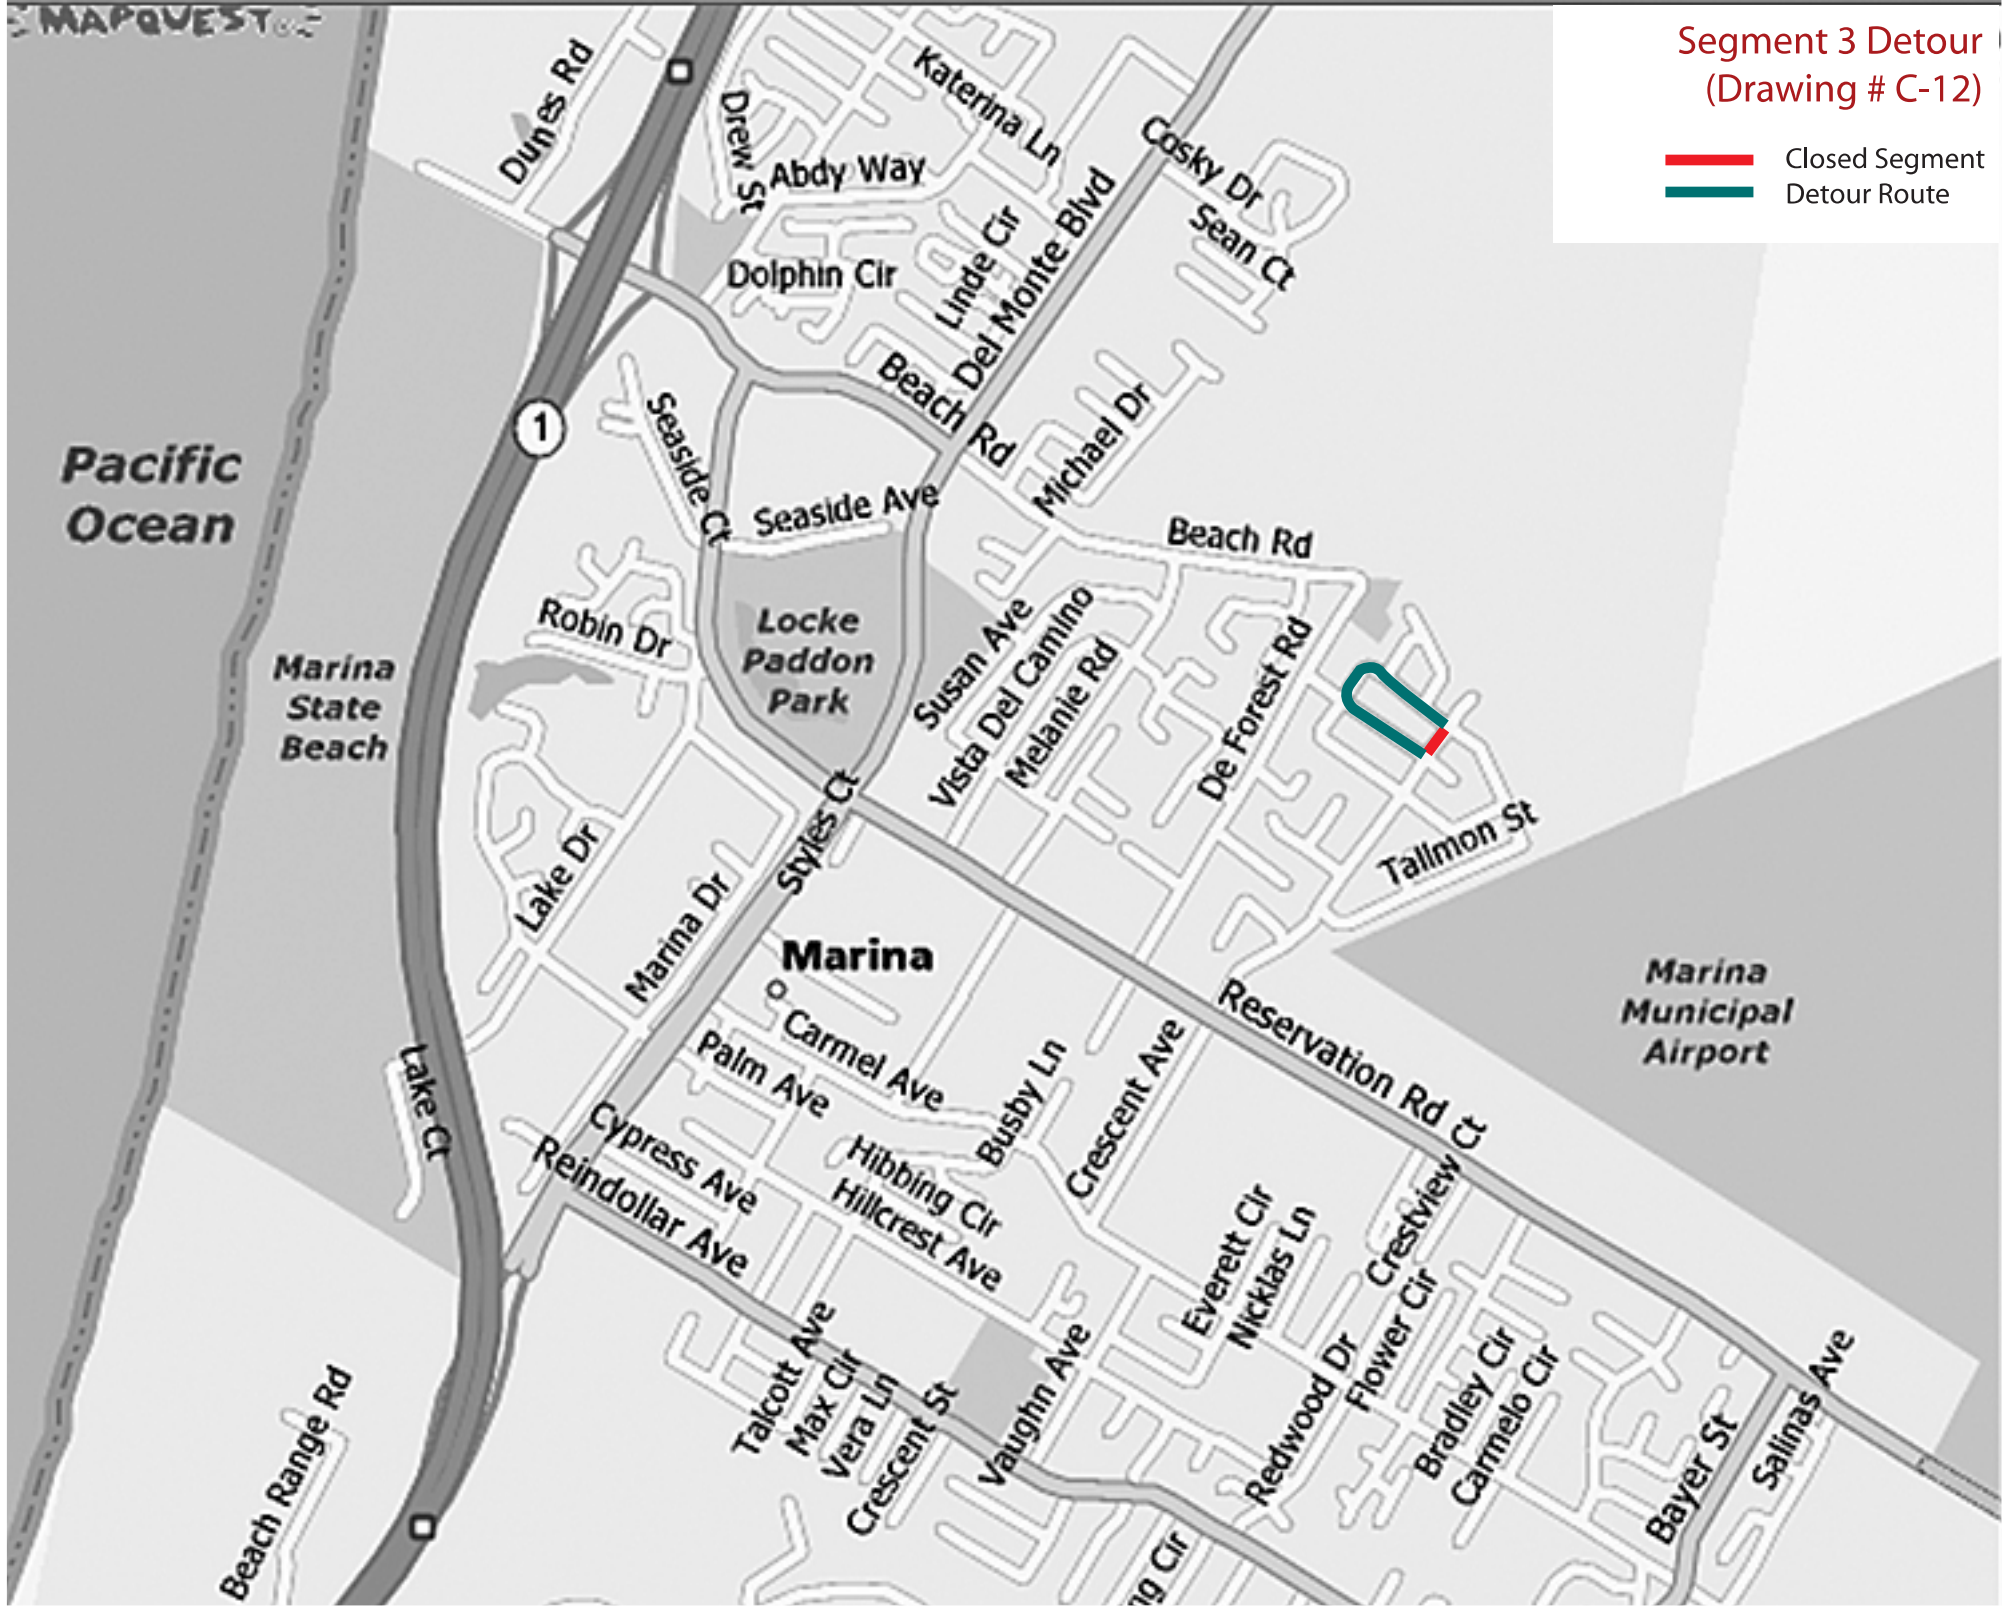 MAPQUEST
Segment 3 Detour
(Drawing # C-12)
Closed Segment
Detour Route
Dunes Rd
Drew St
Katerina Ln
Abdy Way
Cosky Dr
Sean Ct
Linde Cir
Dolphin Cir
Del Monte Blvd
Beach Rd
Michael Dr
1
Seaside Ct
Seaside Ave
Pacific
Ocean
Beach Rd
Robin Dr
Locke
Paddon
Park
Marina
State
Beach
Susan Ave
Vista Del Camino
Melanie Rd
De Forest Rd
Tallmon St
Styles Ct
Lake Dr
Marina Dr
Marina
Marina
Municipal
Airport
Reservation Rd Ct
Carmel Ave
Palm Ave
Busby Ln
Crescent Ave
Lake Ct
Cypress Ave
Reindollar Ave
Hibbing Cir
Hillcrest Ave
Everett Cir
Nicklas Ln
Crestview
Flower Cir
Redwood Dr
Bradley Cir
Carmelo Cir
Talcott Ave
Max Cir
Vera Ln
Crescent St
Vaughn Ave
Bayer St
Salinas Ave
Beach Range Rd
ng Cir